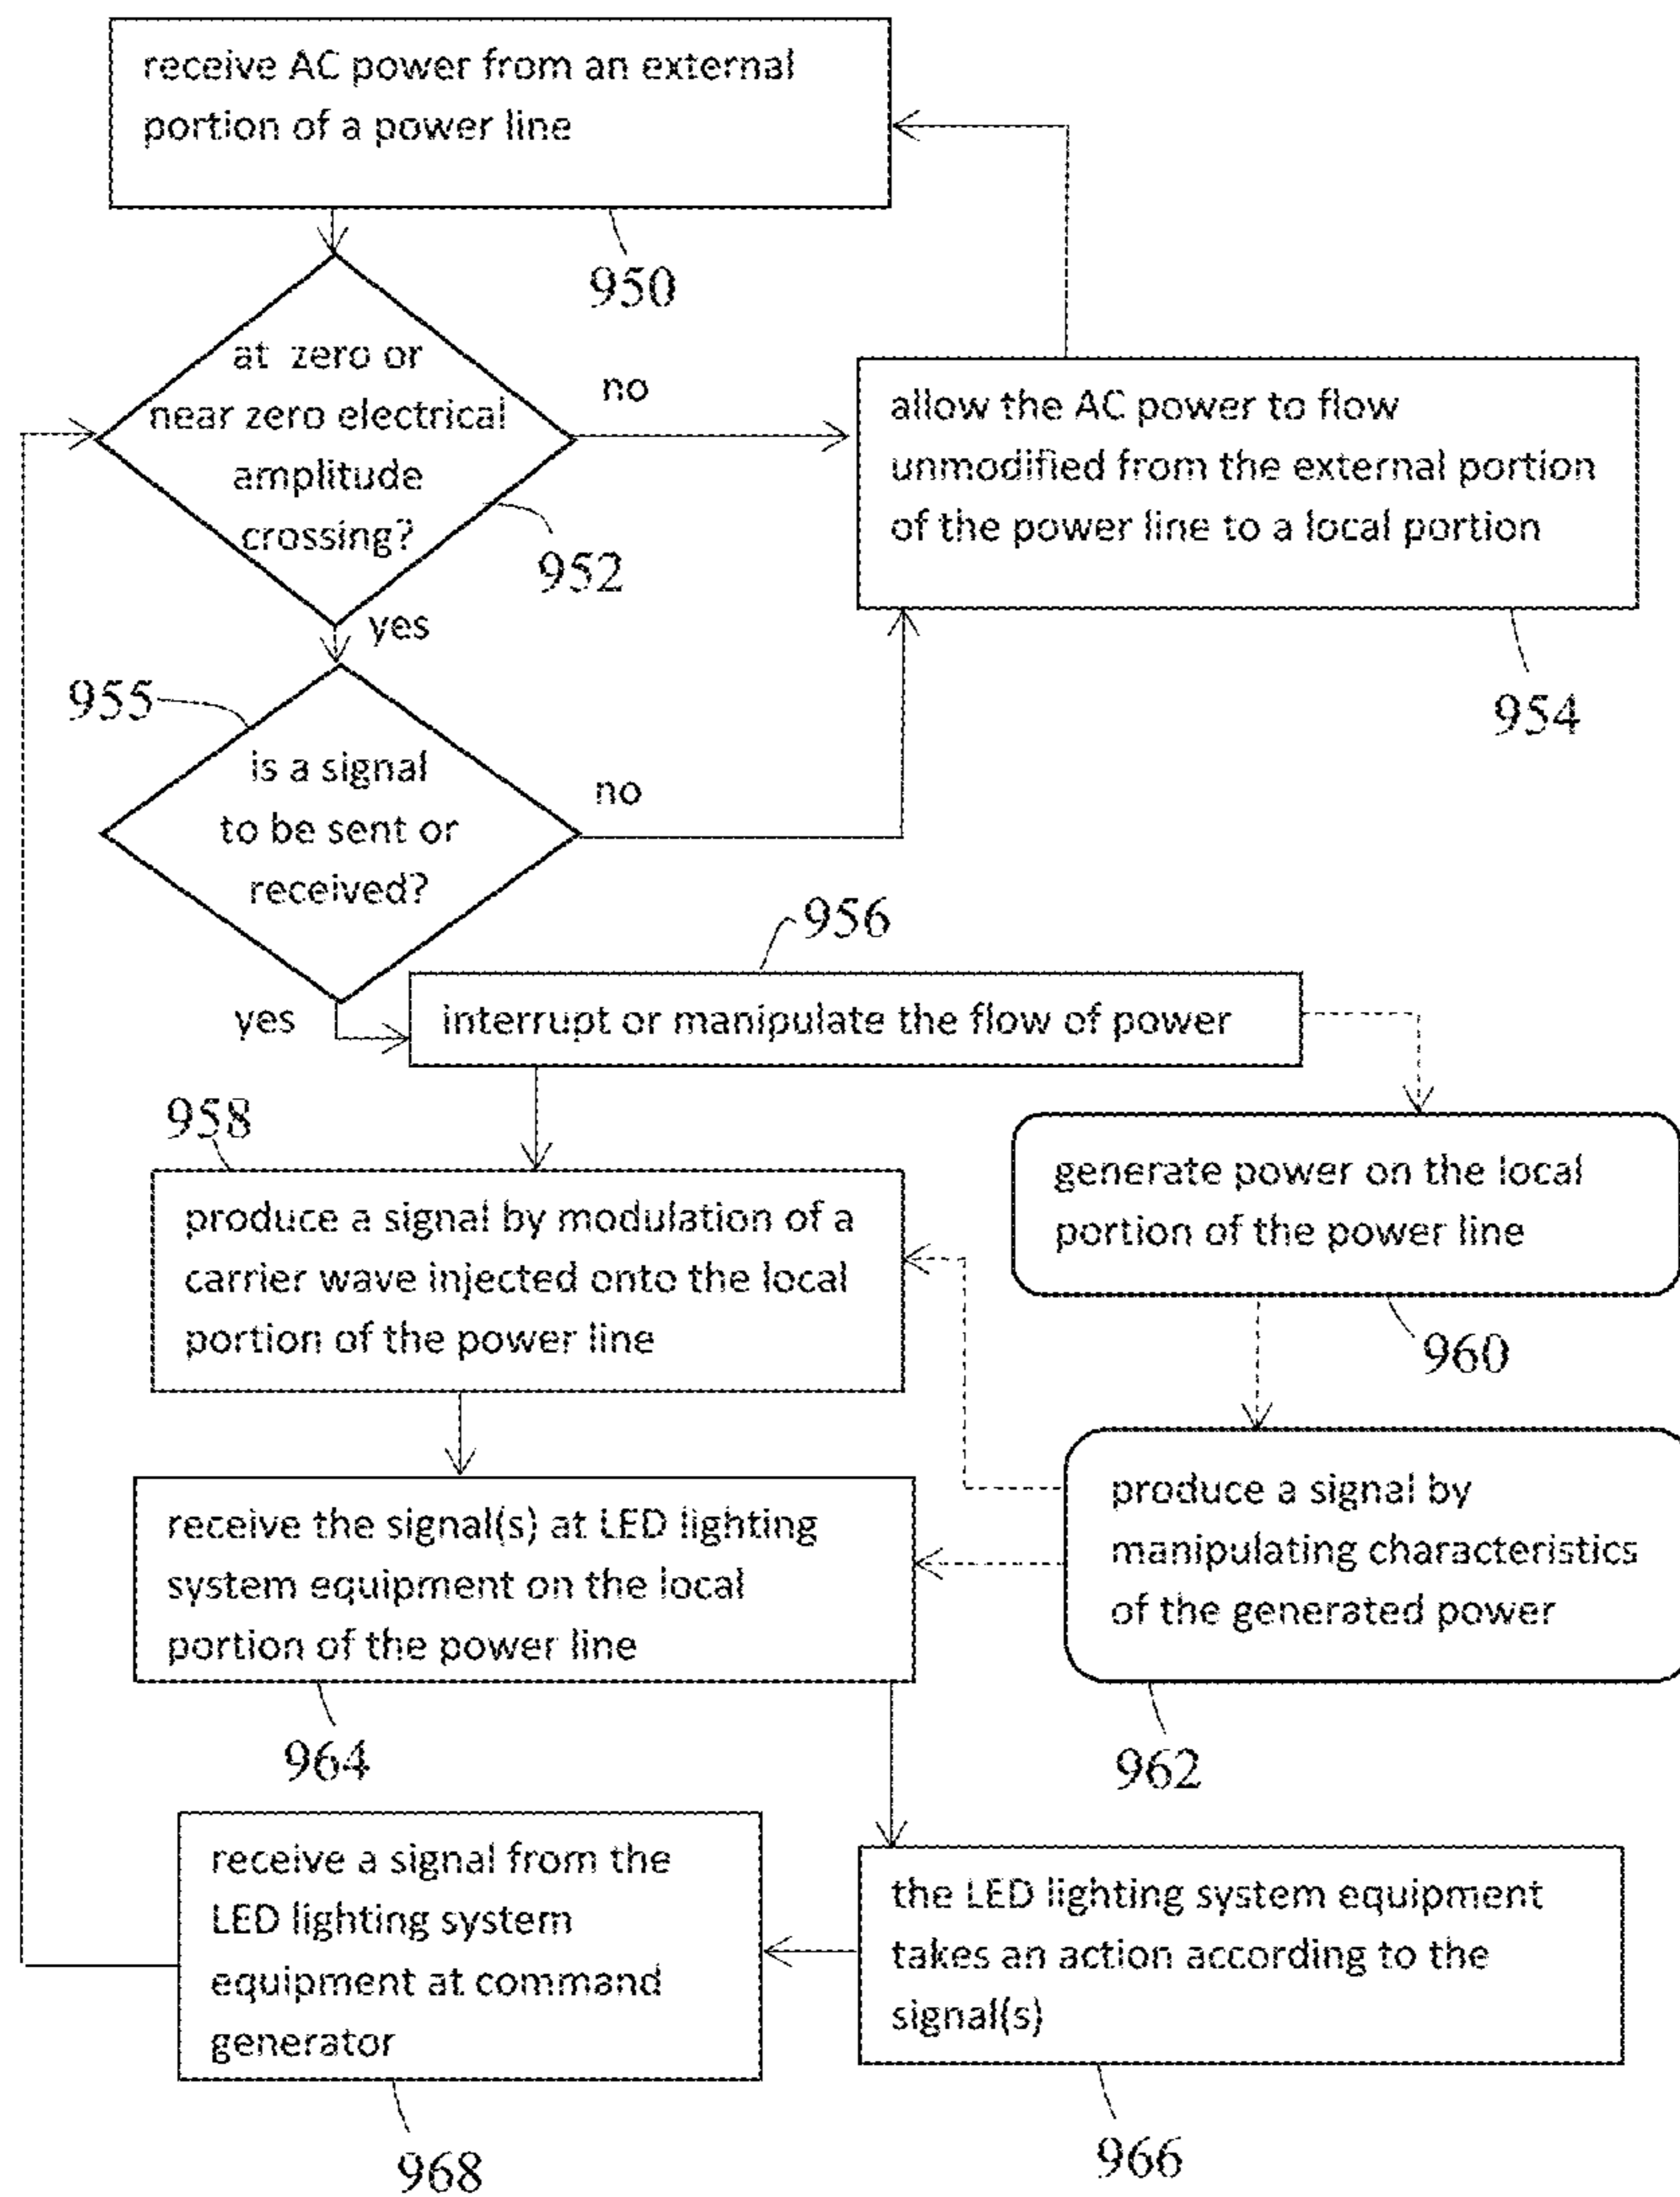 receive AC power from an external
portion of a power line
950
at zero or
near zero electrical
amplitude
crossing?
952
no
allow the AC power to flow
unmodified from the external portion
of the power line to a local portion
954
yes
955
is a signal
to be sent or
received?
no
yes
956
interrupt or manipulate the flow of power
958
produce a signal by modulation of a
carrier wave injected onto the local
portion of the power line
generate power on the local
portion of the power line
960
receive the signal(s) at LED lighting
system equipment on the local
portion of the power line
964
produce a signal by
manipulating characteristics
of the generated power
962
receive a signal from the
LED lighting system
equipment at command
generator
968
the LED lighting system equipment
takes an action according to the
signal(s)
966